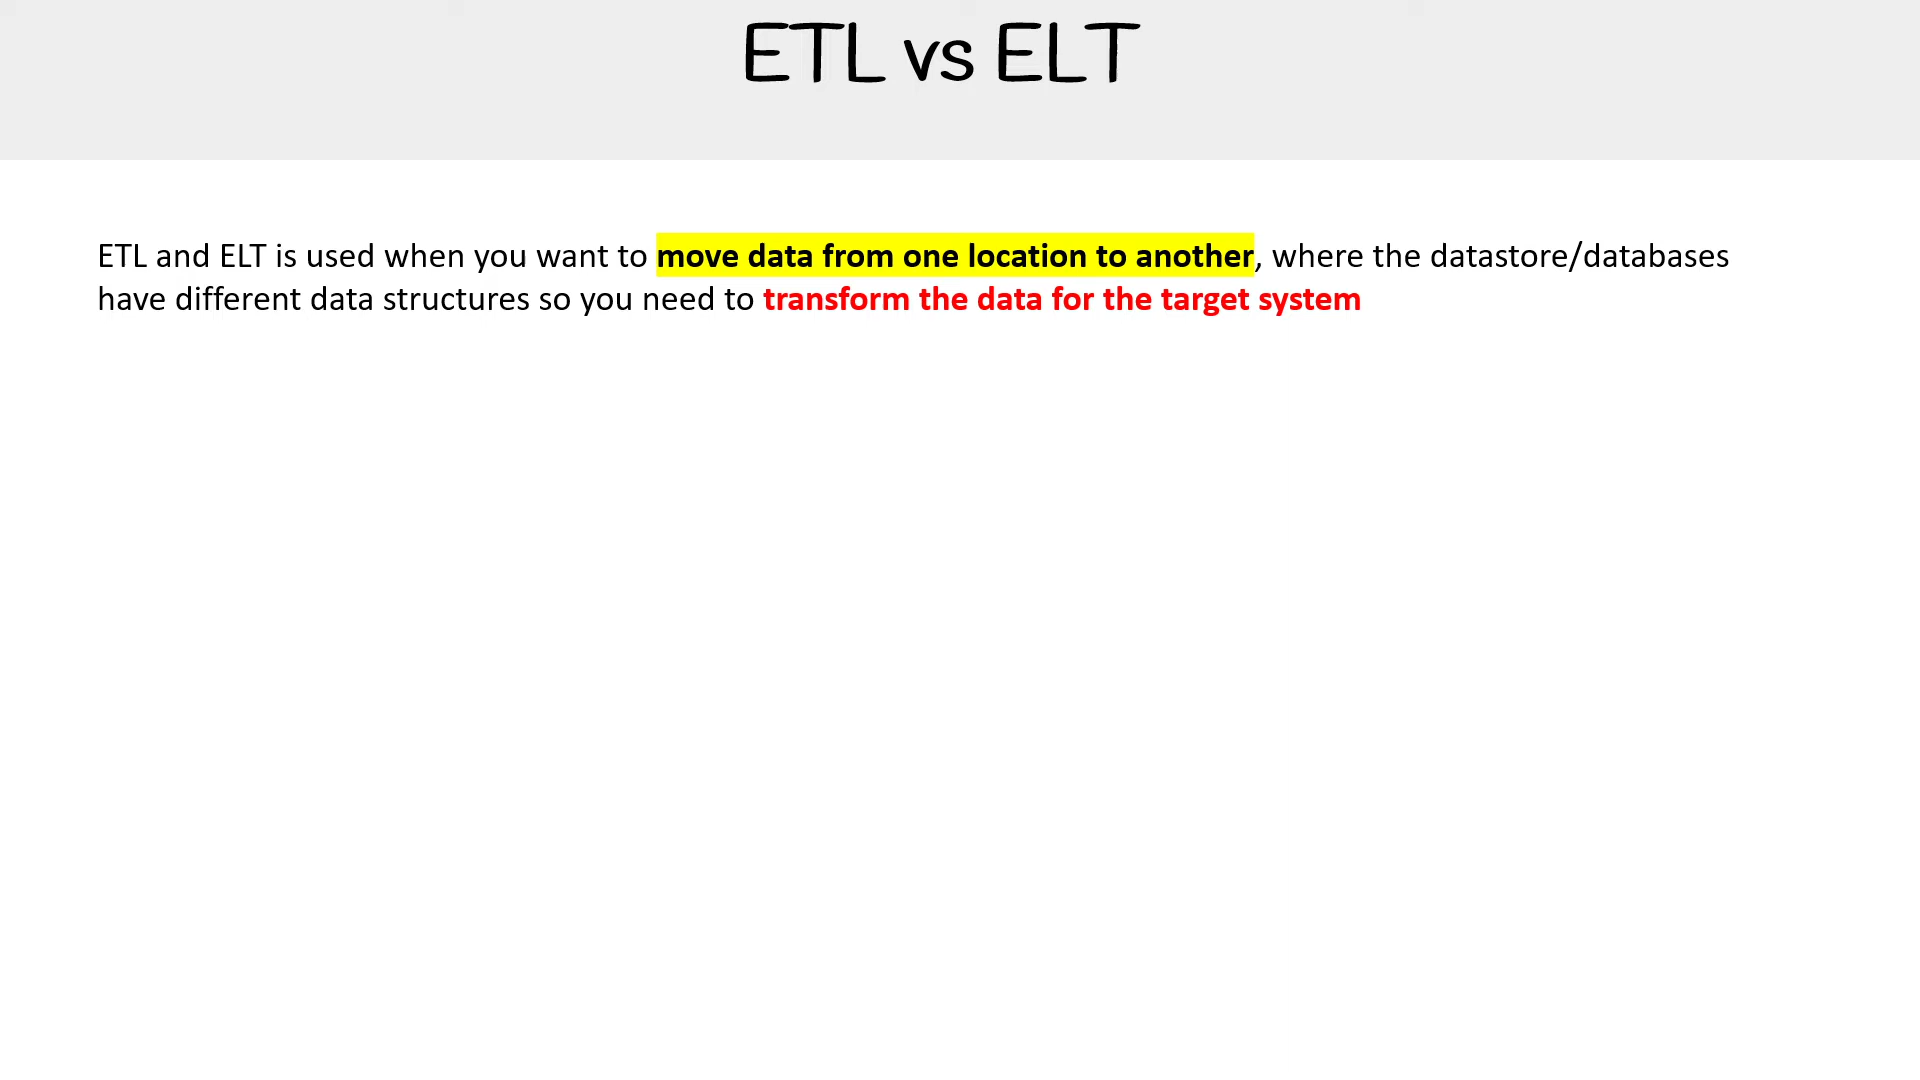 ETL vs ELT
ETL and ELT is used when you want to move data from one location to another, where the datastore/databases
have different data structures so you need to transform the data for the target system